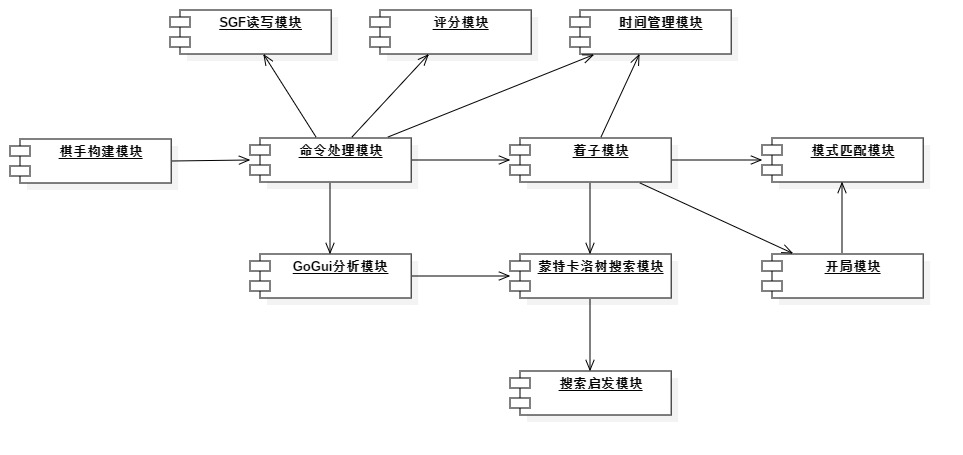 SGF读写模块
评分模块
时间管理模块
棋手构建模块
命令处理模块
着子模块
模式匹配模块
GoGui分析模块
蒙特卡洛树搜索模块
开局模块
搜索启发模块